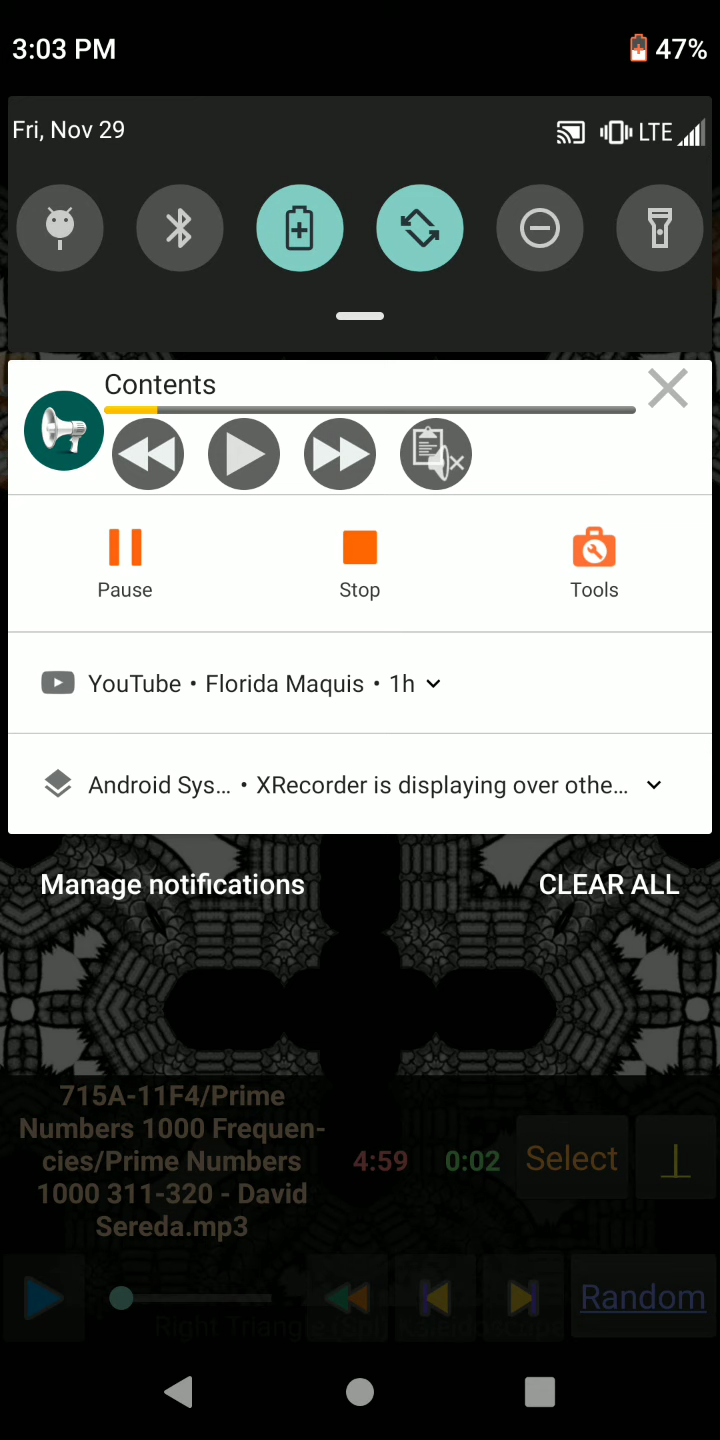 3:03 PM
47%
Fri, Nov 29
LTE
Contents
Pause
Stop
Tools
YouTube • Florida Maquis • 1h
Android Sys… • XRecorder is displaying over othe…
Manage notifications
CLEAR ALL
715A-11F4/Prime
Numbers 1000 Frequen-
cies/Prime Numbers
1000 311-320 - David
Sereda.mp3
4:59
0:02
Select
Random
Right Triangle